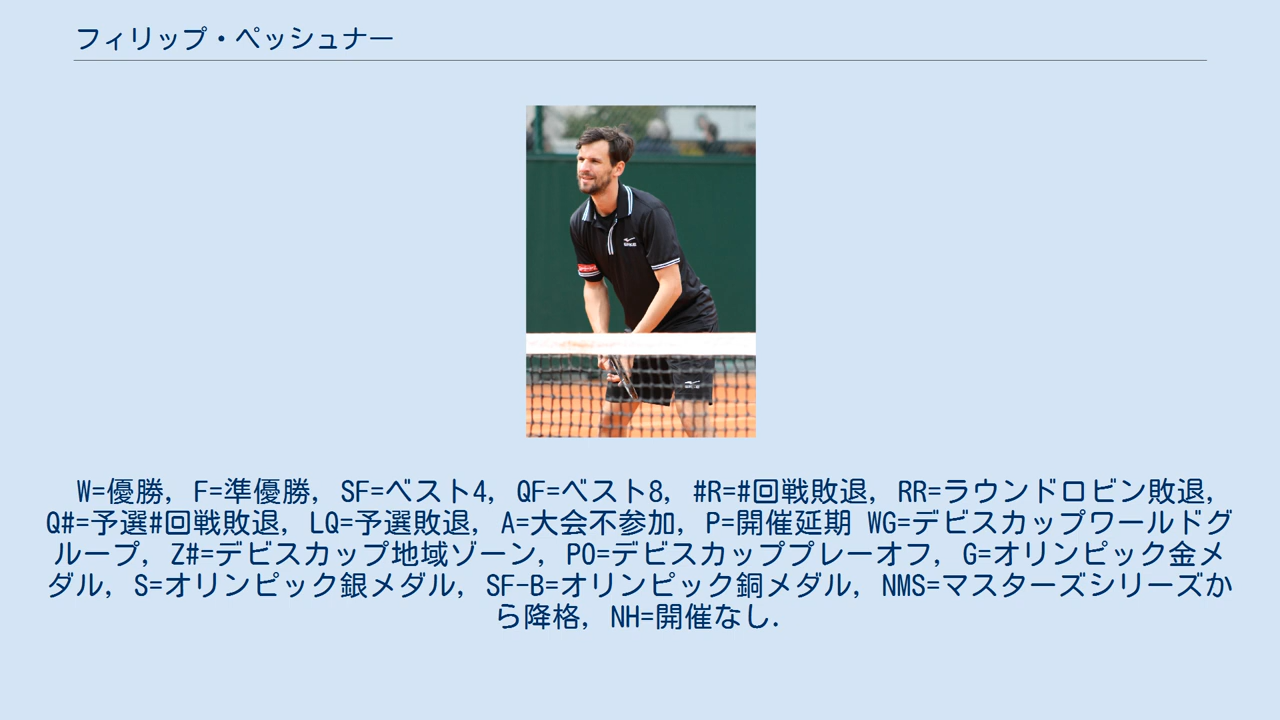 フィリップ・ペッシュナー
W=優勝, F=準優勝, SF=ベスト4, QF=ベスト8, #R=#回戦敗退, RR=ラウンドロビン敗退,
Q#=予選#回戦敗退, LQ=予選敗退, A=大会不参加, P=開催延期 WG=デビスカップワールドグ
ループ, Z#=デビスカップ地域ゾーン, PO=デビスカッププレーオフ, G=オリンピック金メ
ダル, S=オリンピック銀メダル, SF-B=オリンピック銅メダル, NMS=マスターズシリーズか
ら降格, NH=開催なし.